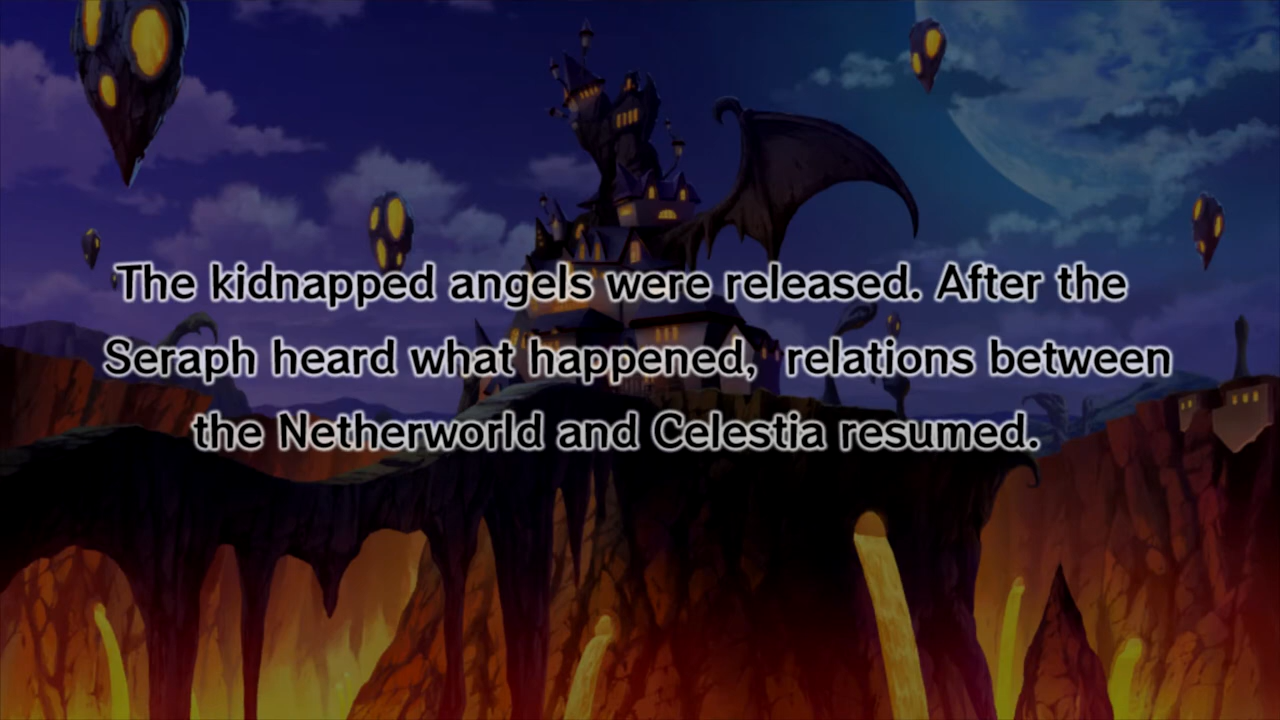 The kidnapped angels were released. After the
Seraph heard what happened,  relations between
the Netherworld and Celestia resumed.